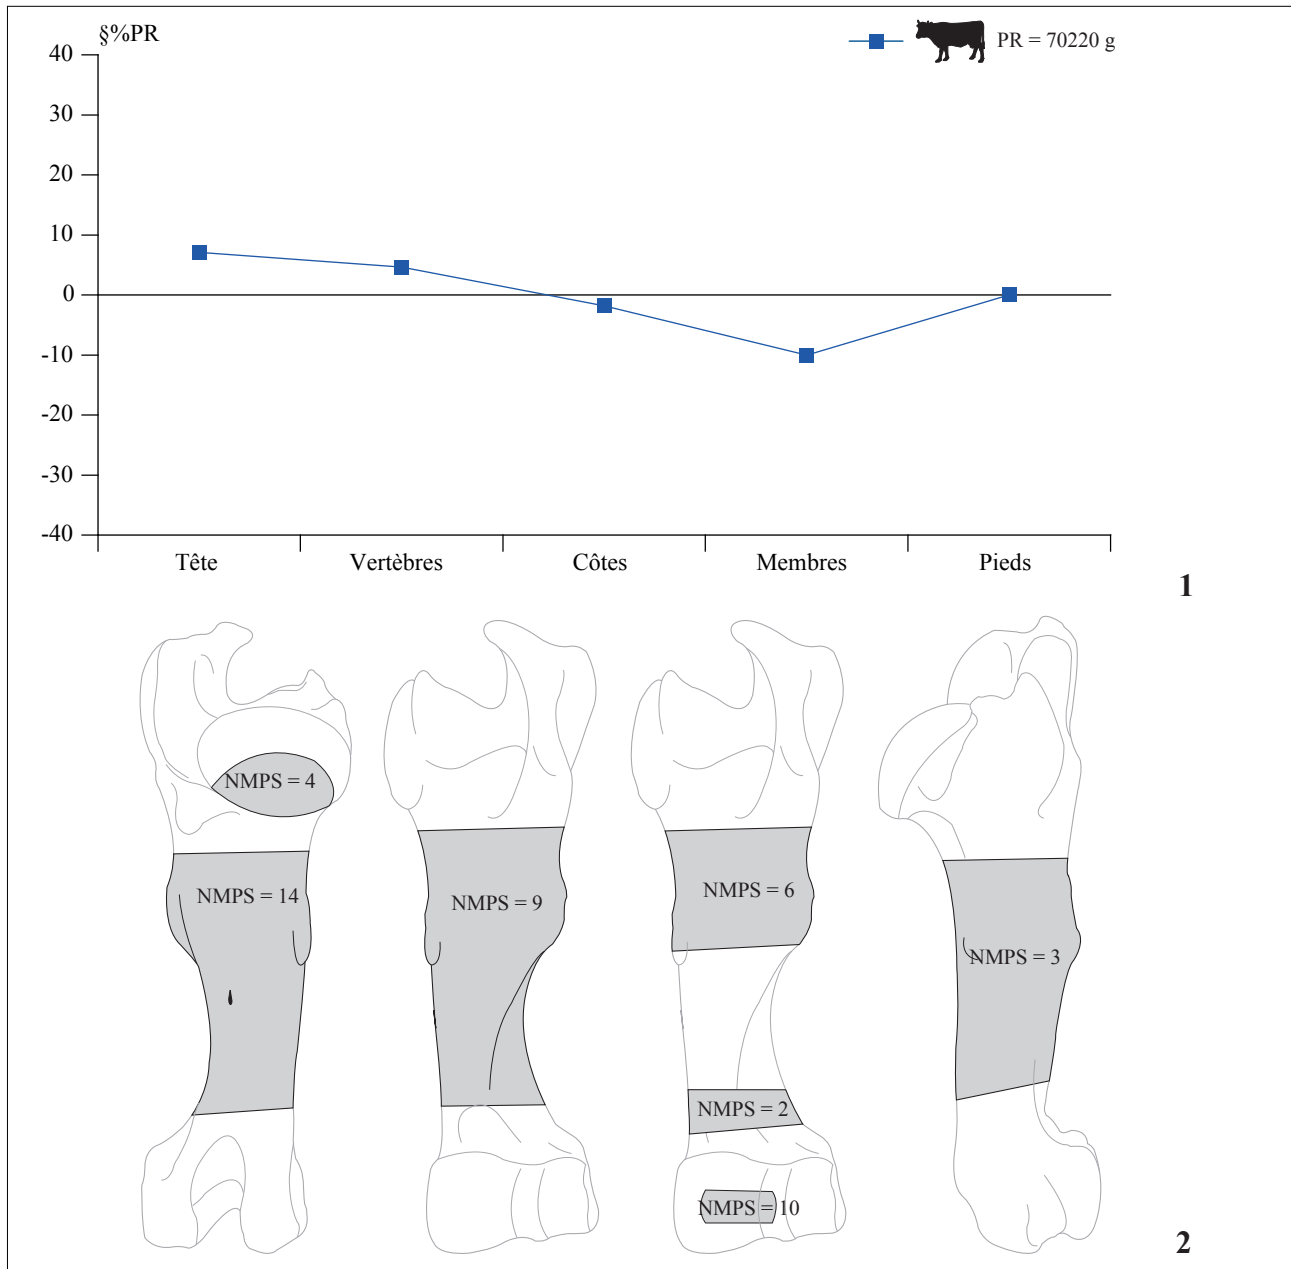 §%PR
PR = 70220 g
40
30
20
10
0
-10
-20
-30
-40
Tête Vertèbres Côtes Membres Pieds
1
NMPS = 4
NMPS = 14
NMPS = 9
NMPS = 6
NMPS = 3
NMPS = 2
NMPS = 10
2